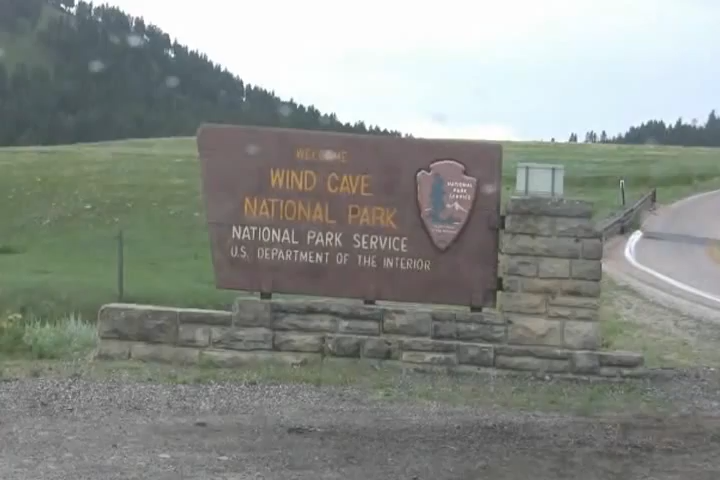 WELCOME
WIND CAVE
NATIONAL PARK
NATIONAL PARK SERVICE
U.S. DEPARTMENT OF THE INTERIOR
NATIONAL
PARK
SERVICE